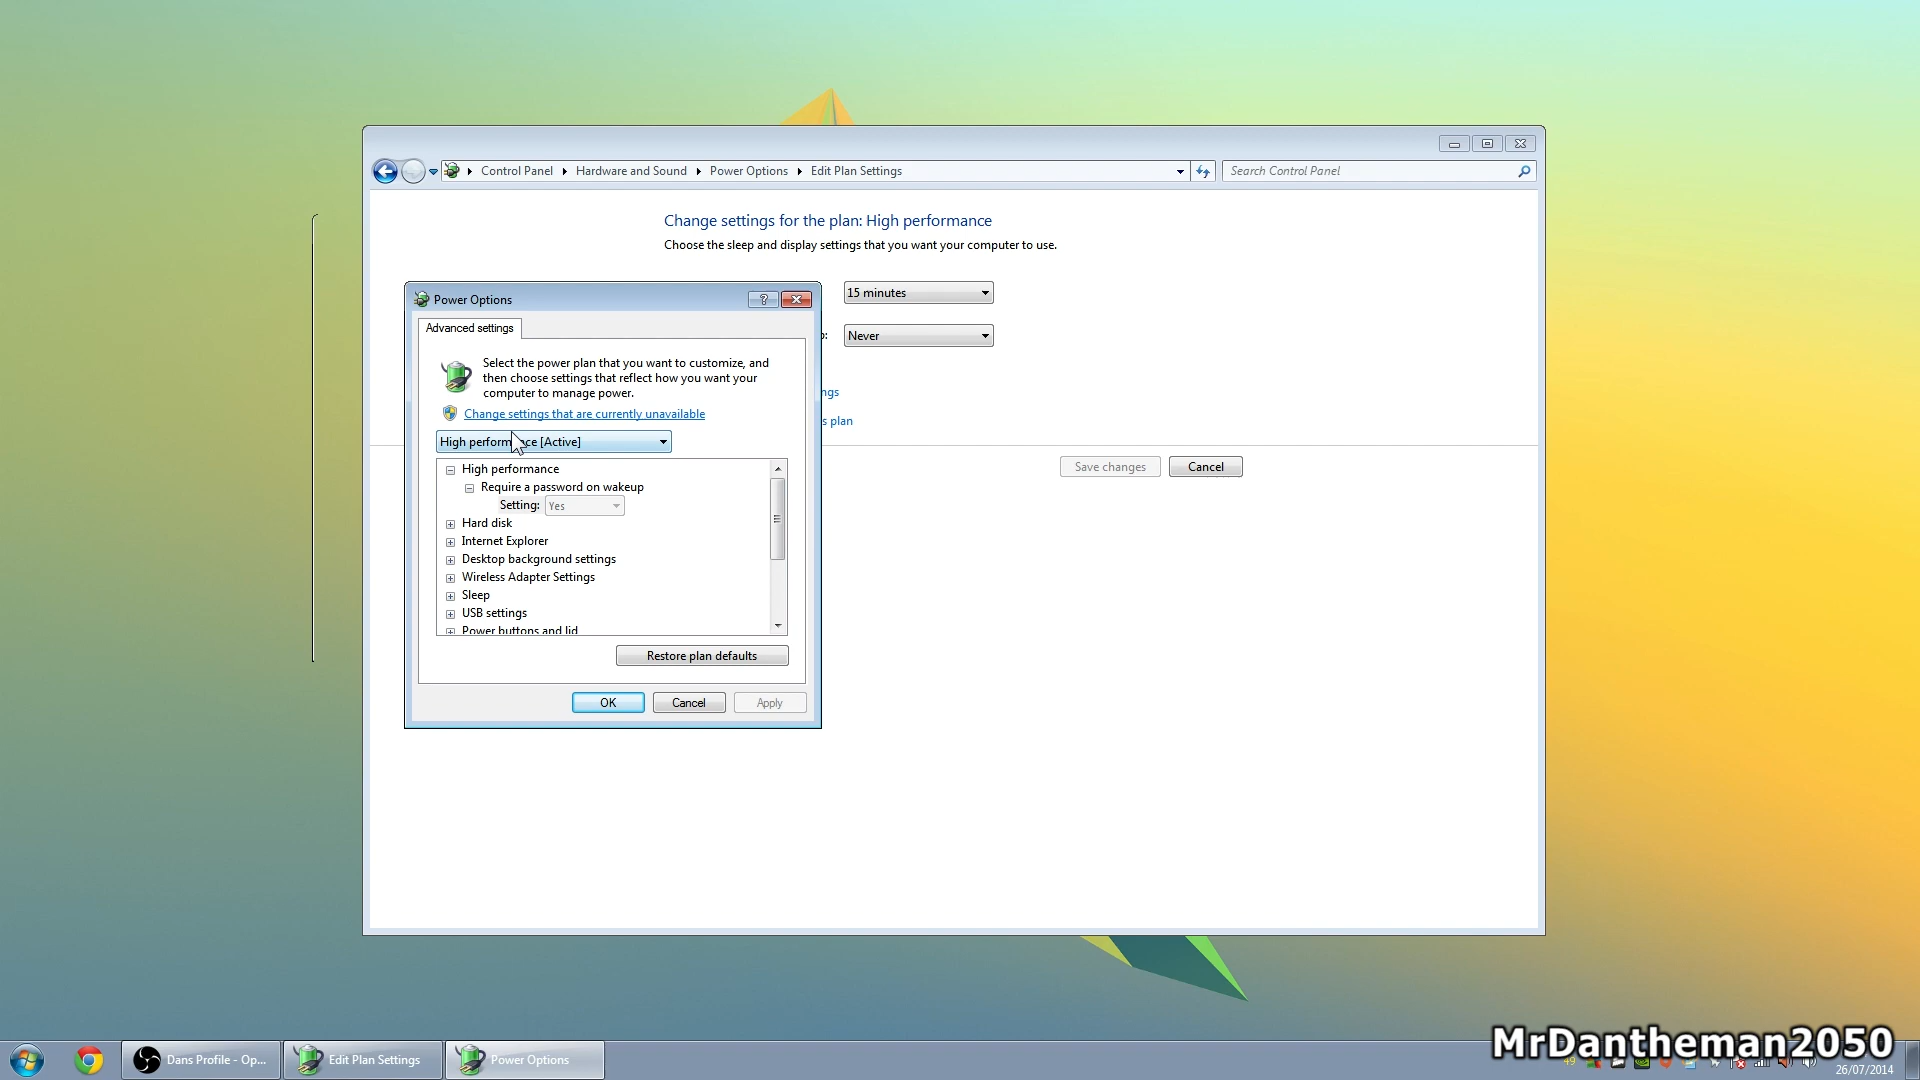 Control Panel
Hardware and Sound
Power Options
Edit Plan Settings
Search Control Panel
Change settings for the plan: High performance
Choose the sleep and display settings that you want your computer to use.
15 minutes
Never
ngs
s plan
Save changes
Cancel
Power Options
?
Advanced settings
Select the power plan that you want to customize, and
then choose settings that reflect how you want your
computer to manage power.
Change settings that are currently unavailable
High performance [Active]
High performance
Require a password on wakeup
Setting: Yes
Hard disk
Internet Explorer
Desktop background settings
Wireless Adapter Settings
Sleep
USB settings
Power buttons and lid
Restore plan defaults
OK
Cancel
Apply
MrDantheman2050
Dans Profile - Op...
Edit Plan Settings
Power Options
26/07/2014